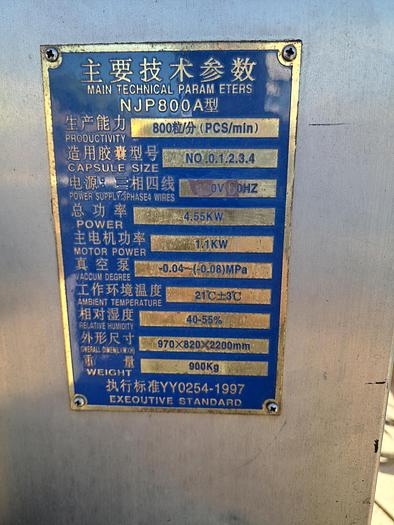 主要技术参数
MAIN TECHNICAL PARAM ETERS
NJP800A型
生产能力 800粒/分(PCS/min)
PRODUCTIVITY
造用胶囊型号 NO.0.1.2.3.4
CAPSULE SIZE
电源:三相四线 0V 0HZ
POWER SUPPLY:3PHASE4 WIRES
总功率 4.55KW
POWER
主电机功率 1.1KW
MOTOR POWER
真空泵 -0.04~(-0.08)MPa
VACDUM DEGREE
工作环境温度 21℃±3℃
AMBIENT TEMPERATURE
相对湿度 40-55%
RELATIVE HUMIDITY
外形尺寸 970×820×2200mm
OVERALL
重量 900Kg
WEIGHT
执行标准YY0254-1997
EXEOUTIVE STANDARD